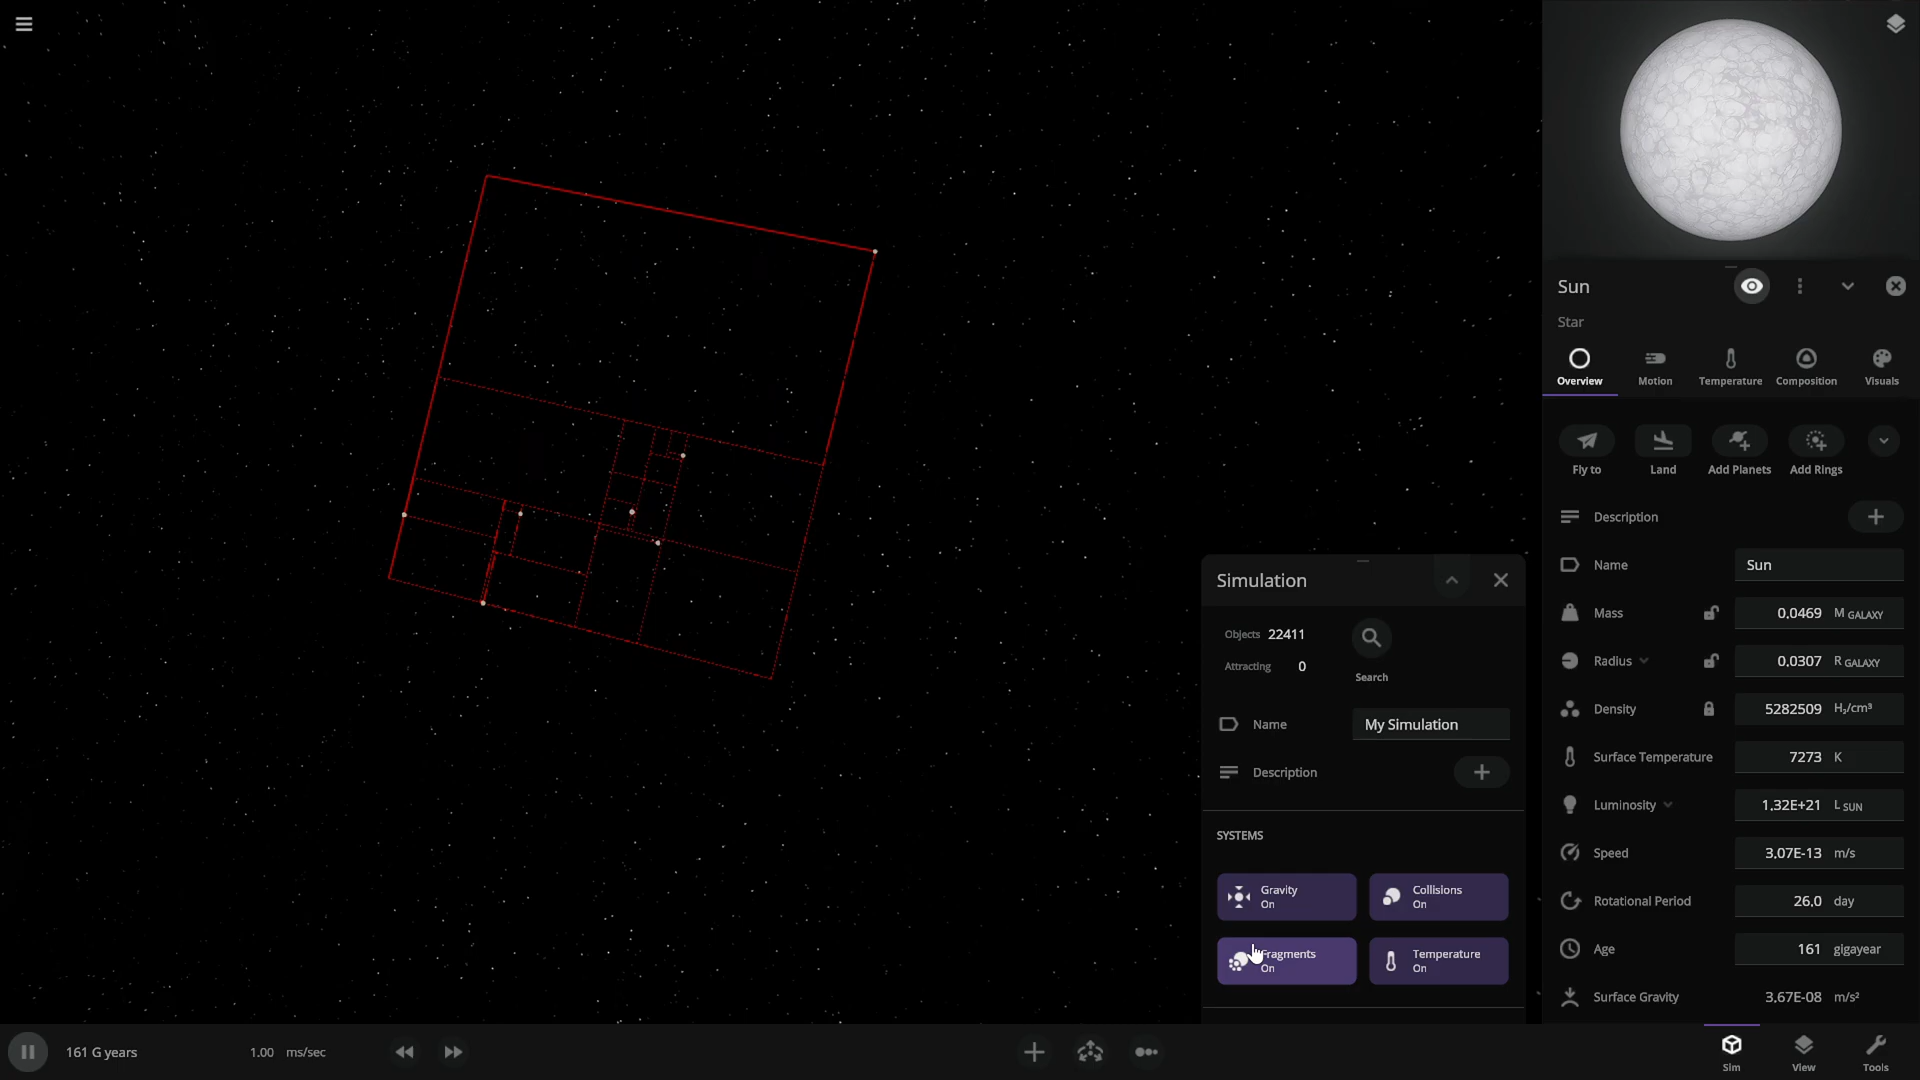 Sun
Star
Overview
Motion
Temperature
Composition
Visuals
Fly to
Land
Add Planets
Add Rings
Description
Name
Sun
Mass
0.0469 M GALAXY
Radius
0.0307 R GALAXY
Density
5282509 H₂/cm³
Surface Temperature
7273 K
Luminosity
1.32E+21 L SUN
Speed
3.07E-13 m/s
Rotational Period
26.0 day
Age
161 gigayear
Surface Gravity
3.67E-08 m/s²
Simulation
Objects 22411
Attracting 0
Search
Name
My Simulation
Description
SYSTEMS
Gravity
On
Collisions
On
Fragments
On
Temperature
On
161 G years
1.00 ms/sec
Sim
View
Tools